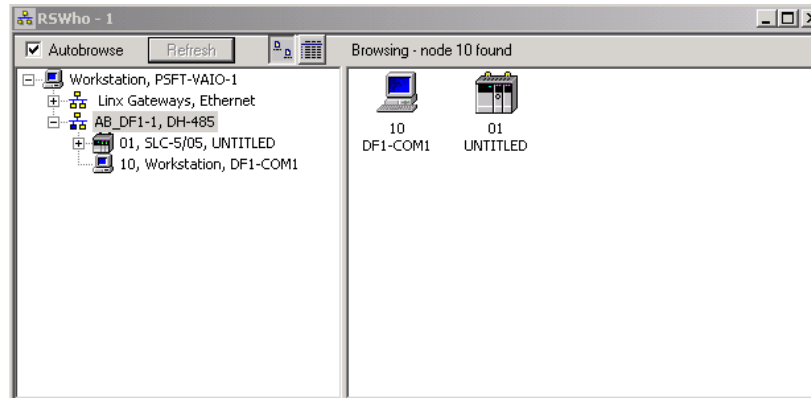 RSWho - 1
Autobrowse
Refresh
Browsing - node 10 found
Workstation, PSFT-VAIO-1
Linx Gateways, Ethernet
AB_DF1-1, DH-485
01, SLC-5/05, UNTITLED
10, Workstation, DF1-COM1
10
DF1-COM1
01
UNTITLED